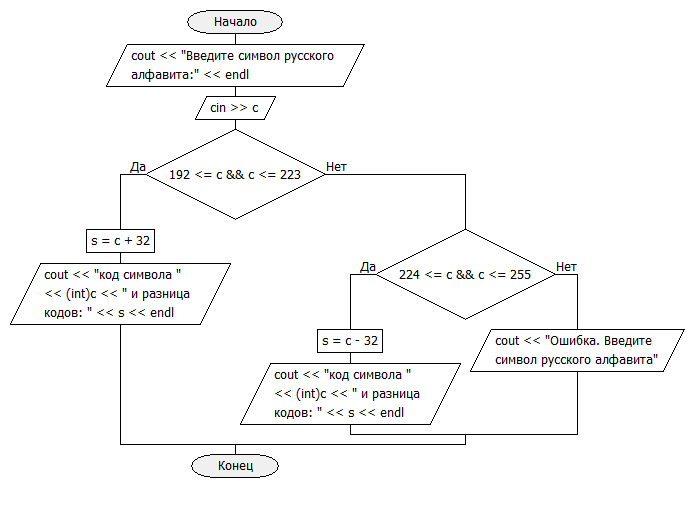 Начало
cout << "Введите символ русского
алфавита:" << endl
cin >> c
192 <= c && c <= 223
Да
Нет
s = c + 32
cout << "код символа "
<< (int)c << " и разница
кодов: " << s << endl
224 <= c && c <= 255
Да
Нет
s = c - 32
cout << "код символа "
<< (int)c << " и разница
кодов: " << s << endl
cout << "Ошибка. Введите
символ русского алфавита"
Конец